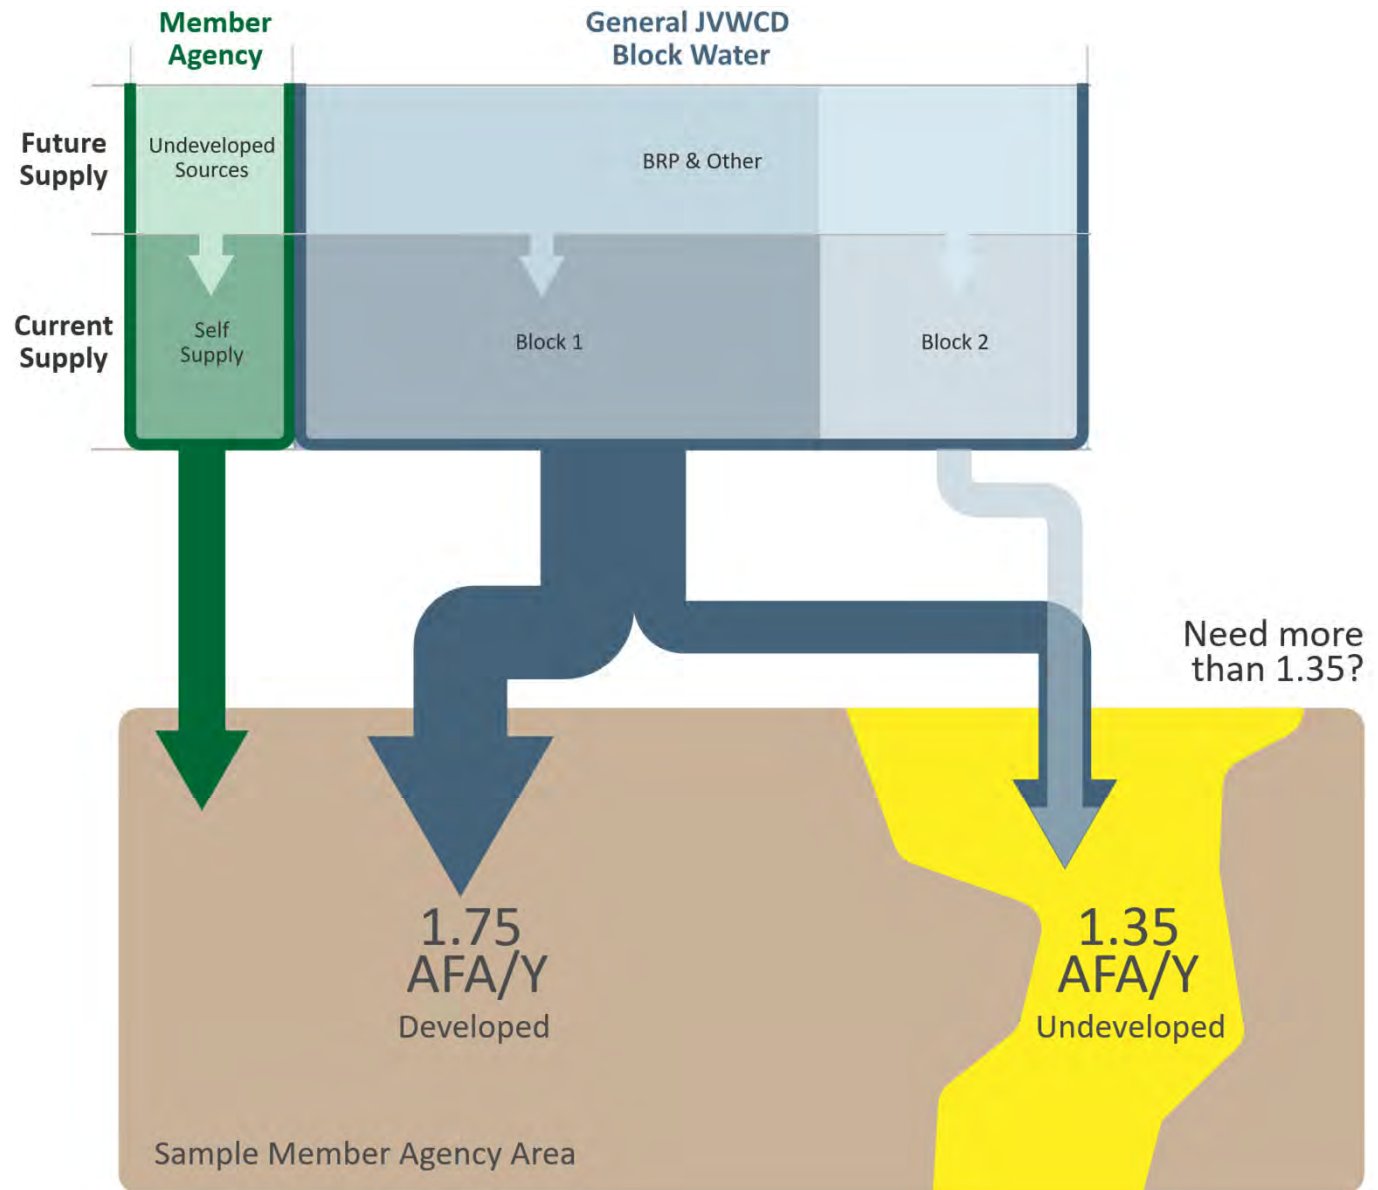 Member
Agency
General JVWCD
Block Water
Future
Supply
Undeveloped
Sources
BRP & Other
Current
Supply
Self
Supply
Block 1
Block 2
Need more
than 1.35?
1.75
AFA/Y
Developed
1.35
AFA/Y
Undeveloped
Sample Member Agency Area